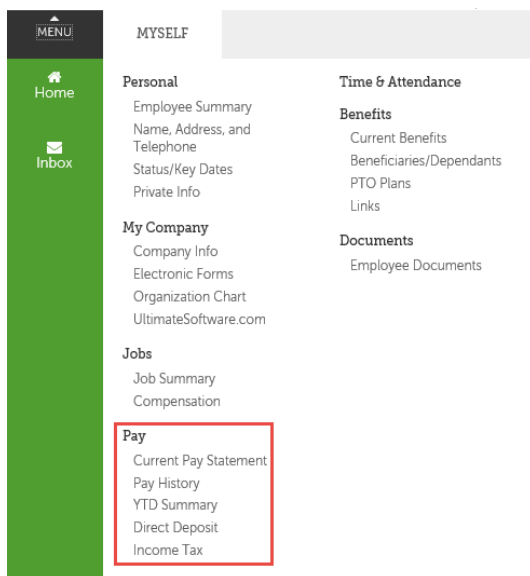 MENU
MYSELF
Home
Inbox
Personal
Employee Summary
Name, Address, and
Telephone
Status/Key Dates
Private Info
My Company
Company Info
Electronic Forms
Organization Chart
UltimateSoftware.com
Jobs
Job Summary
Compensation
Pay
Current Pay Statement
Pay History
YTD Summary
Direct Deposit
Income Tax
Time & Attendance
Benefits
Current Benefits
Beneficiaries/Dependants
PTO Plans
Links
Documents
Employee Documents